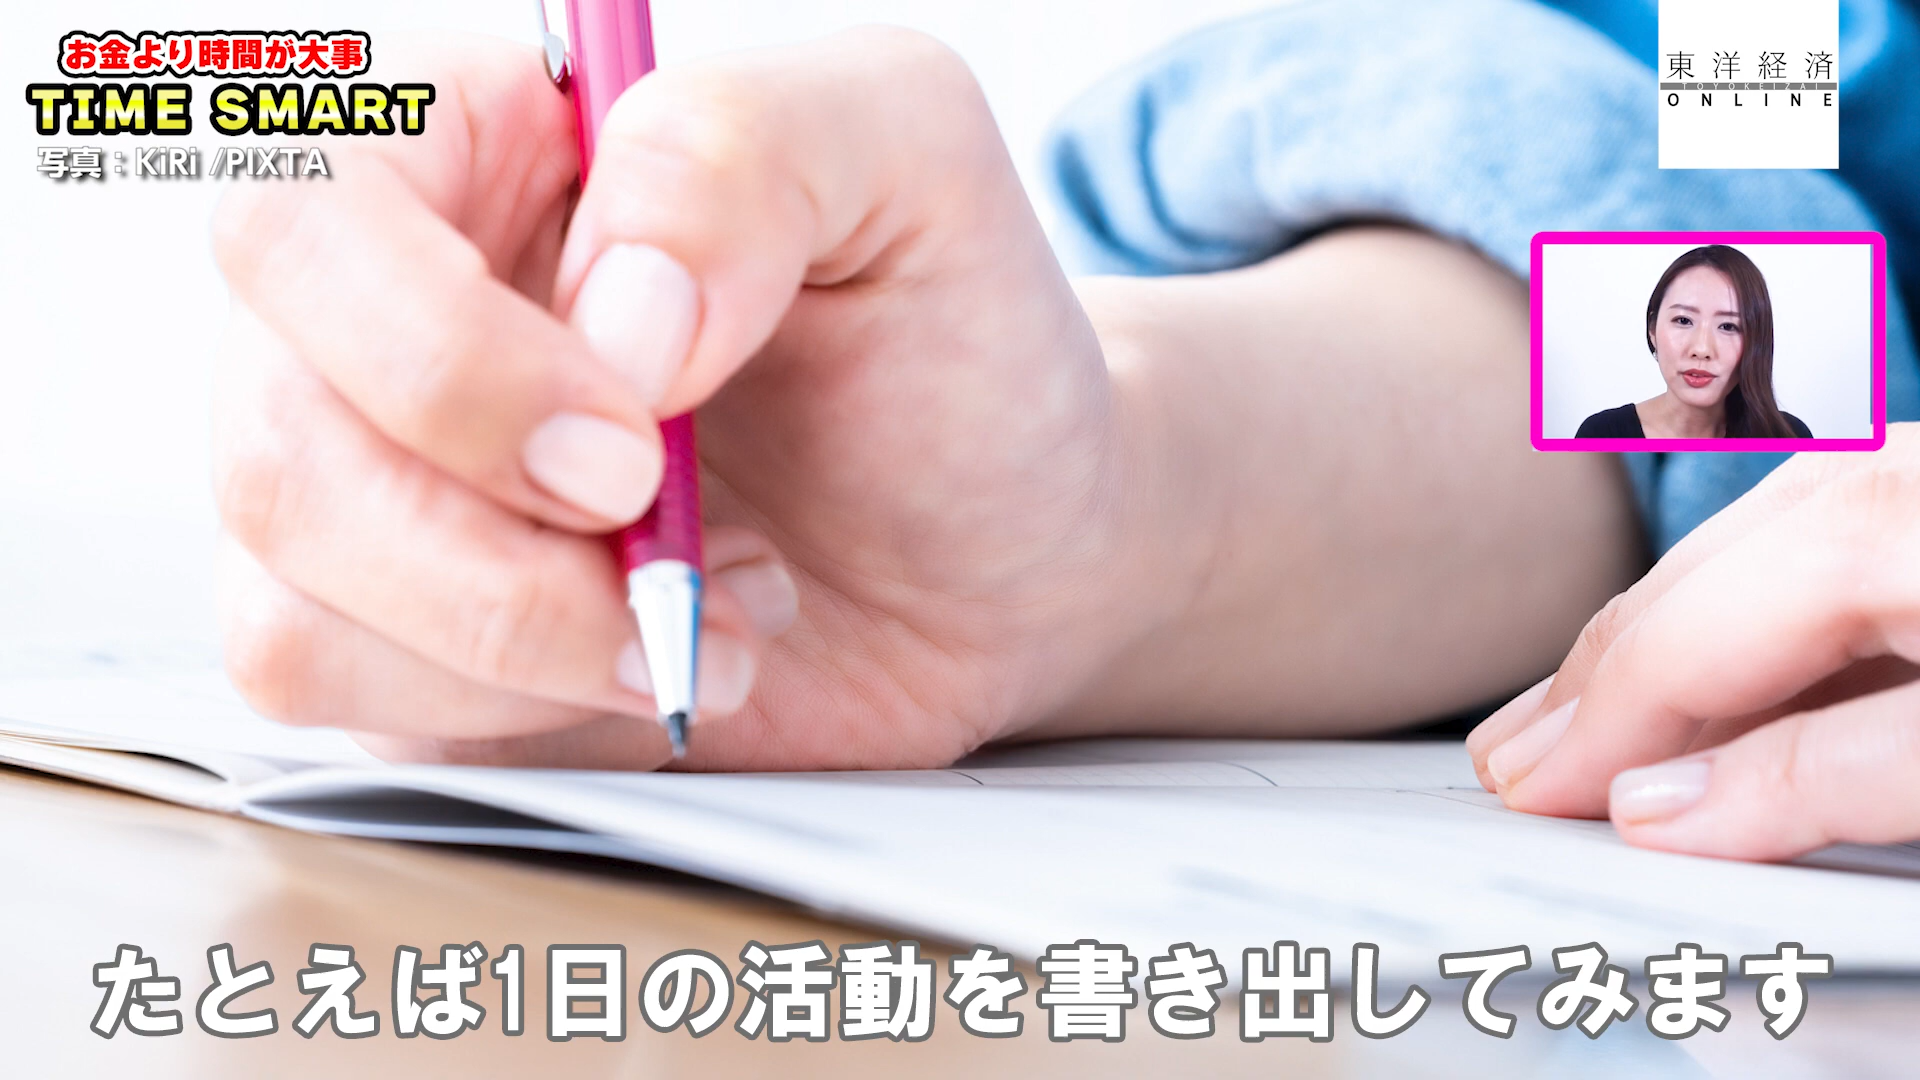 お金より時間が大事
TIME SMART
写真：KiRi /PIXTA
東洋経済
TOYOKEIZAI
ONLINE
たとえば1日の活動を書き出してみます